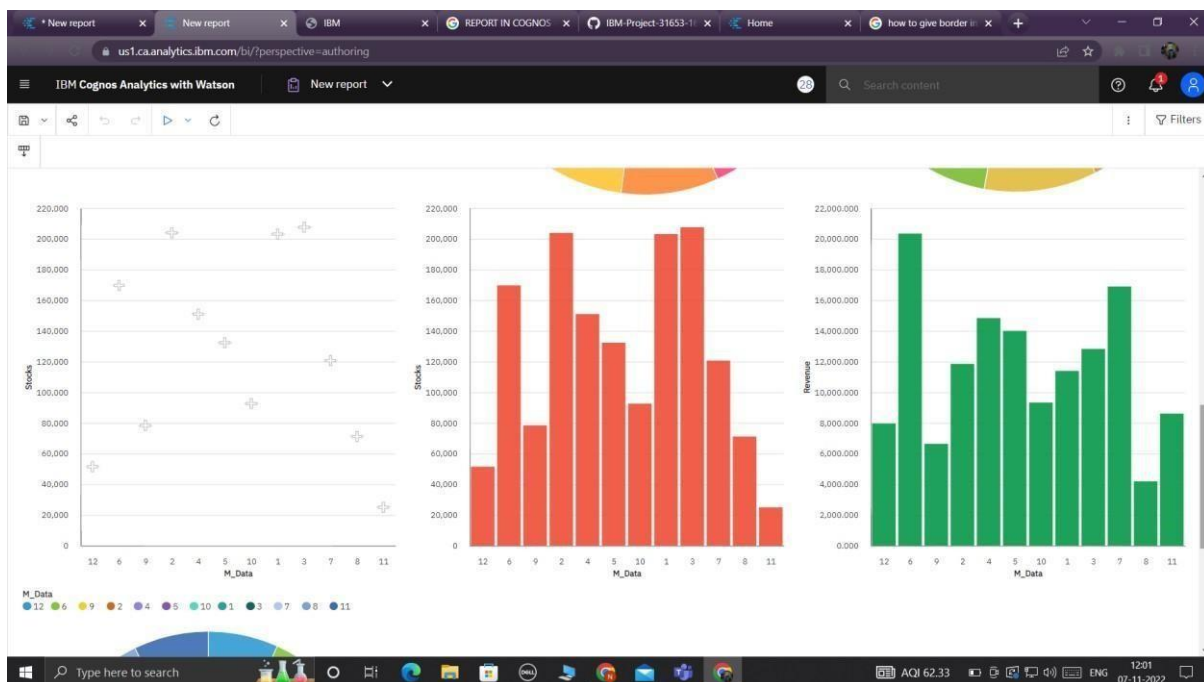 * New report
New report
IBM
REPORT IN COGNOS
IBM-Project-31653-1
Home
how to give border in
us1.ca.analytics.ibm.com/bi/?perspective=authoring
IBM Cognos Analytics with Watson
New report
28
Search content
1
Filters
220,000
200,000
180,000
160,000
140,000
120,000
100,000
80,000
60,000
40,000
20,000
0
Stocks
12 6 9 2 4 5 10 1 3 7 8 11
M_Data
220,000
200,000
180,000
160,000
140,000
120,000
100,000
80,000
60,000
40,000
20,000
0
Stocks
12 6 9 2 4 5 10 1 3 7 8 11
M_Data
22,000.000
20,000.000
18,000.000
16,000.000
14,000.000
12,000.000
10,000.000
8,000.000
6,000.000
4,000.000
2,000.000
0.000
Revenue
12 6 9 2 4 5 10 1 3 7 8 11
M_Data
M_Data
12 6 9 2 4 5 10 1 3 7 8 11
Type here to search
DELL
AQI 62.33
ENG
12:01
07-11-2022